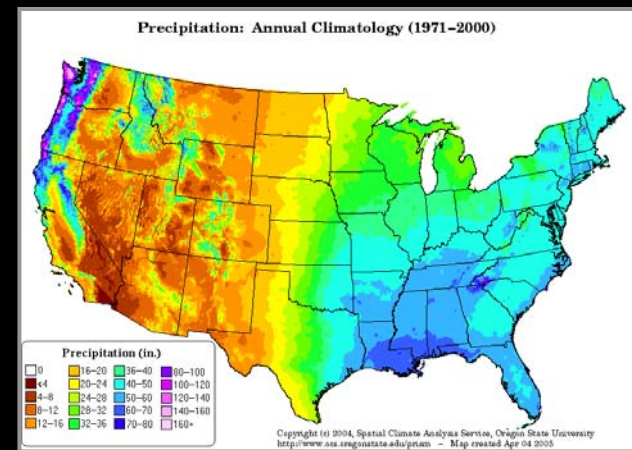 Precipitation: Annual Climatology (1971-2000)
Precipitation (in.)
0 16-20 36-40 80-100
<4 20-24 40-50 100-120
4-8 24-28 50-60 120-140
8-12 28-32 60-70 140-160
12-16 32-36 70-80 160+
Copyright (c) 2004, Spatial Climate Analysis Service, Oregon State University
http://www.ocs.oregonstate.edu/prism - Map created Apr 04 2005